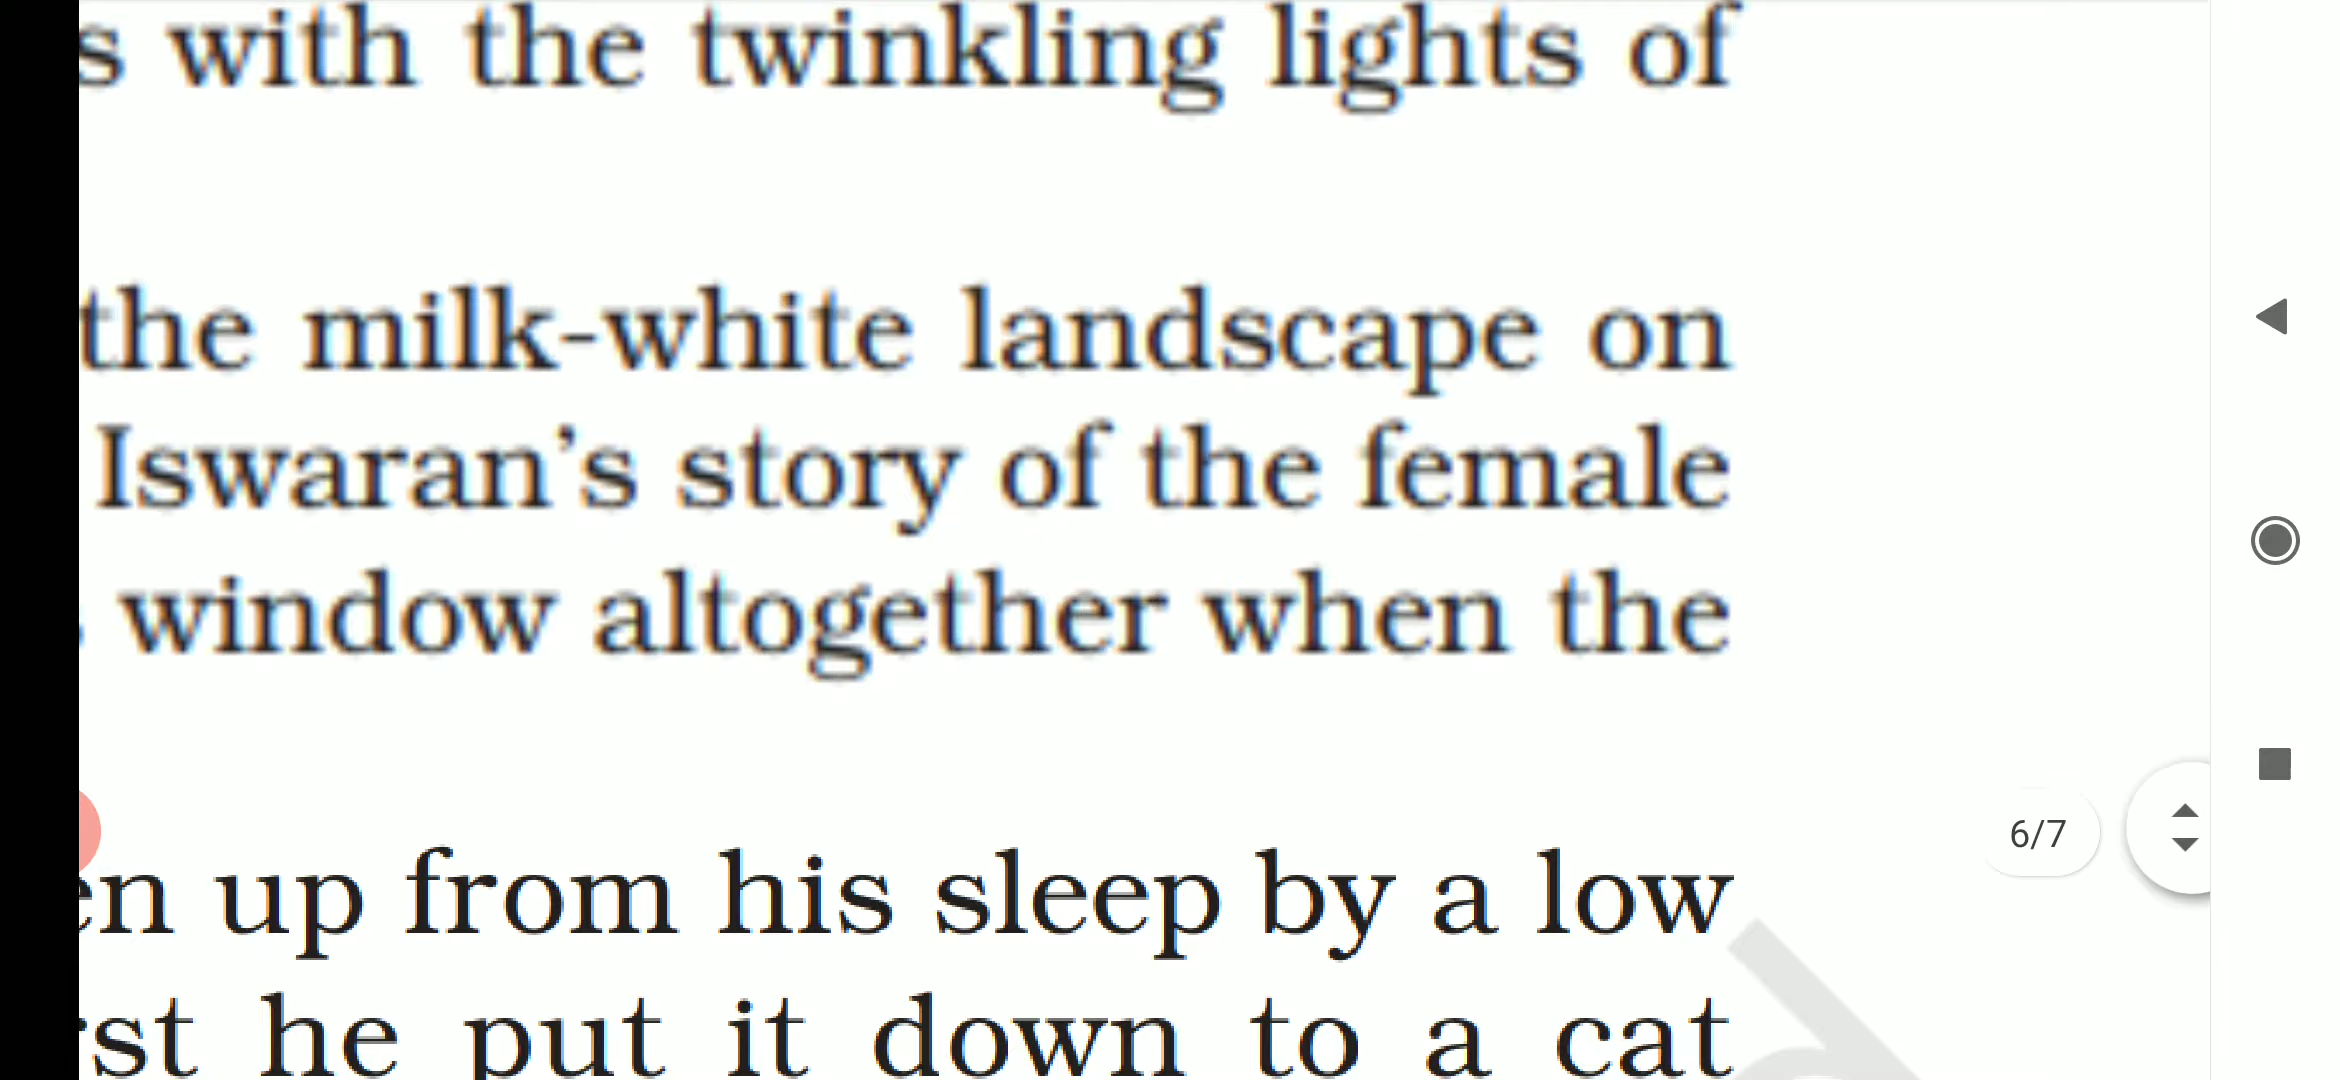 s with the twinkling lights of
the milk-white landscape on
Iswaran’s story of the female
window altogether when the
en up from his sleep by a low
6/7
rst he put it down to a cat